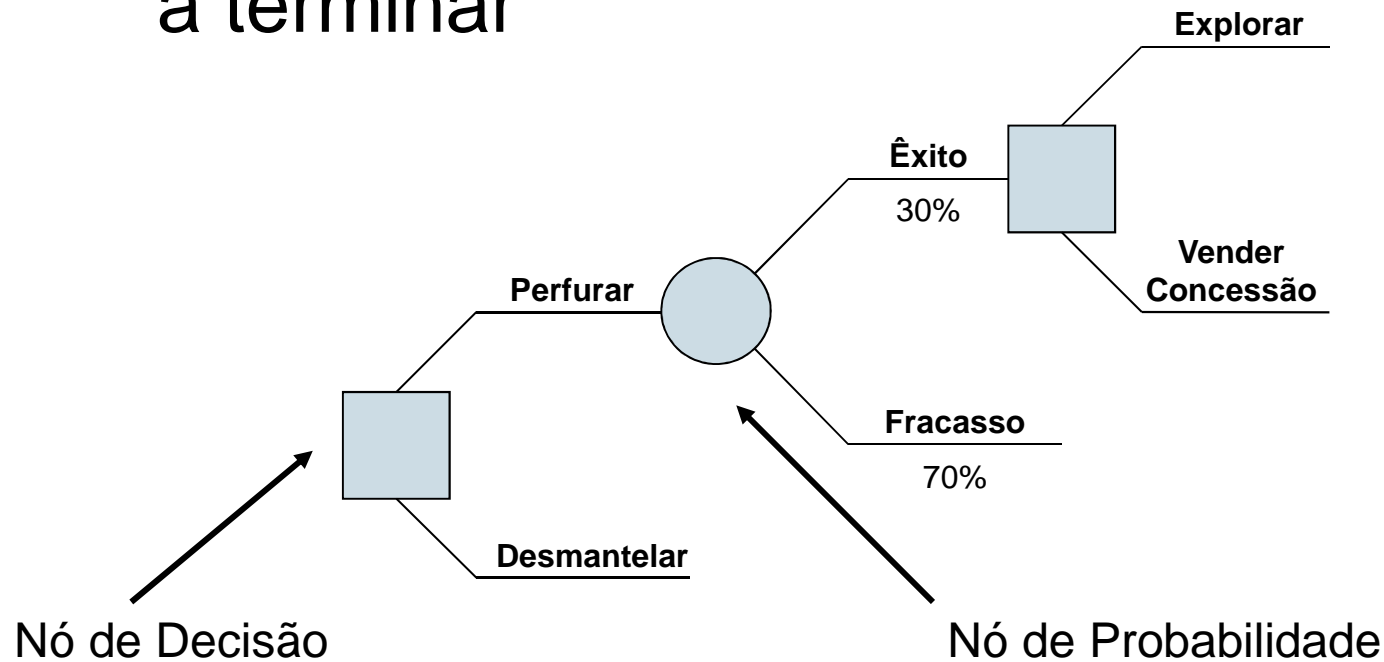 a terminar
Explorar
Êxito
30%
Vender
Concessão
Perfurar
Fracasso
70%
Desmantelar
Nó de Decisão
Nó de Probabilidade